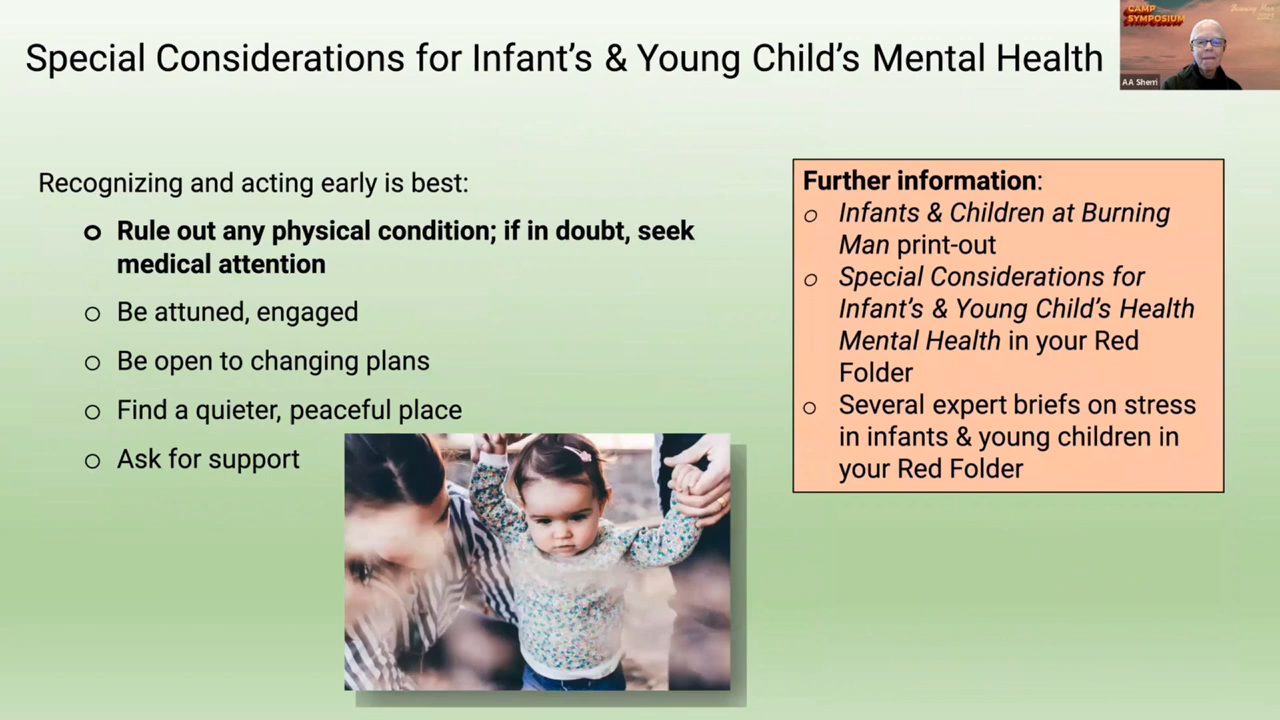 Special Considerations for Infant's & Young Child's Mental Health
CAMP
SYMPOSIUM
Burning Man
2023
AA Sherri
Recognizing and acting early is best:
o Rule out any physical condition; if in doubt, seek
medical attention
o Be attuned, engaged
o Be open to changing plans
o Find a quieter, peaceful place
o Ask for support
Further information:
o Infants & Children at Burning
Man print-out
o Special Considerations for
Infant's & Young Child's Health
Mental Health in your Red
Folder
o Several expert briefs on stress
in infants & young children in
your Red Folder